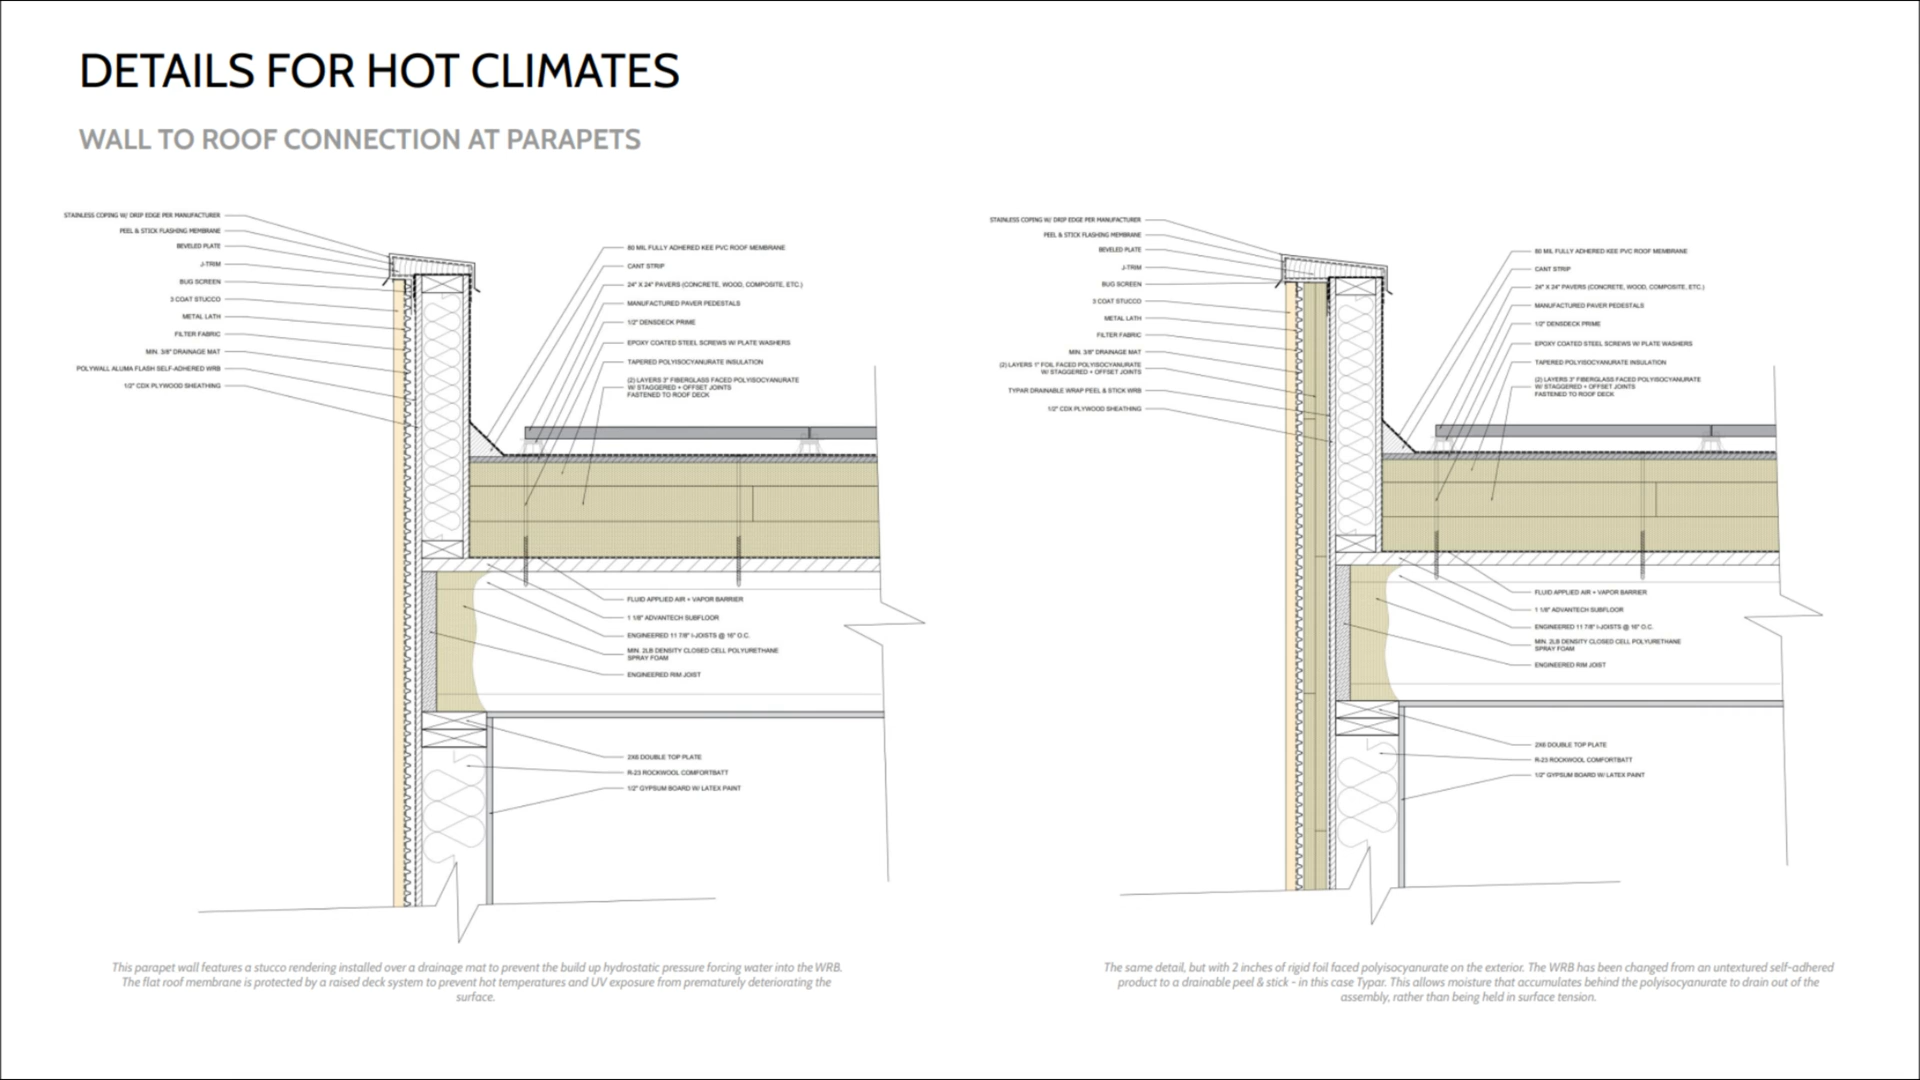 DETAILS FOR HOT CLIMATES
WALL TO ROOF CONNECTION AT PARAPETS
STAINLESS COPING W/ DRIP EDGE PER MANUFACTURER
PEEL & STICK FLASHING MEMBRANE
BEVELED PLATE
J-TRIM
BUG SCREEN
3 COAT STUCCO
METAL LATH
FILTER FABRIC
MIN. 3/8" DRAINAGE MAT
POLYWALL ALUMA FLASH SELF-ADHERED WRB
1/2" CDX PLYWOOD SHEATHING
80 MIL FULLY ADHERED KEE PVC ROOF MEMBRANE
CANT STRIP
24" X 24" PAVERS (CONCRETE, WOOD, COMPOSITE, ETC.)
MANUFACTURED PAVER PEDESTALS
1/2" DENSDECK PRIME
EPOXY COATED STEEL SCREWS W/ PLATE WASHERS
TAPERED POLYISOCYANURATE INSULATION
(2) LAYERS 3" FIBERGLASS FACED POLYISOCYANURATE
W/ STAGGERED + OFFSET JOINTS
FASTENED TO ROOF DECK
FLUID APPLIED AIR + VAPOR BARRIER
1 1/8" ADVANTECH SUBFLOOR
ENGINEERED 11 7/8" I-JOISTS @ 16" O.C.
MIN. 2LB DENSITY CLOSED CELL POLYURETHANE
SPRAY FOAM
ENGINEERED RIM JOIST
2X6 DOUBLE TOP PLATE
R-23 ROCKWOOL COMFORTBATT
1/2" GYPSUM BOARD W/ LATEX PAINT
This parapet wall features a stucco rendering installed over a drainage mat to prevent the build up hydrostatic pressure forcing water into the WRB.
The flat roof membrane is protected by a raised deck system to prevent hot temperatures and UV exposure from prematurely deteriorating the
surface.
STAINLESS COPING W/ DRIP EDGE PER MANUFACTURER
PEEL & STICK FLASHING MEMBRANE
BEVELED PLATE
J-TRIM
BUG SCREEN
3 COAT STUCCO
METAL LATH
FILTER FABRIC
MIN. 3/8" DRAINAGE MAT
(2) LAYERS 1" FOIL FACED POLYISOCYANURATE
W/ STAGGERED + OFFSET JOINTS
TYPAR DRAINABLE WRAP PEEL & STICK WRB
1/2" CDX PLYWOOD SHEATHING
80 MIL FULLY ADHERED KEE PVC ROOF MEMBRANE
CANT STRIP
24" X 24" PAVERS (CONCRETE, WOOD, COMPOSITE, ETC.)
MANUFACTURED PAVER PEDESTALS
1/2" DENSDECK PRIME
EPOXY COATED STEEL SCREWS W/ PLATE WASHERS
TAPERED POLYISOCYANURATE INSULATION
(2) LAYERS 3" FIBERGLASS FACED POLYISOCYANURATE
W/ STAGGERED + OFFSET JOINTS
FASTENED TO ROOF DECK
FLUID APPLIED AIR + VAPOR BARRIER
1 1/8" ADVANTECH SUBFLOOR
ENGINEERED 11 7/8" I-JOISTS @ 16" O.C.
MIN. 2LB DENSITY CLOSED CELL POLYURETHANE
SPRAY FOAM
ENGINEERED RIM JOIST
2X6 DOUBLE TOP PLATE
R-23 ROCKWOOL COMFORTBATT
1/2" GYPSUM BOARD W/ LATEX PAINT
The same detail, but with 2 inches of rigid foil faced polyisocyanurate on the exterior. The WRB has been changed from an untextured self-adhered
product to a drainable peel & stick - in this case Typar. This allows moisture that accumulates behind the polyisocyanurate to drain out of the
assembly, rather than being held in surface tension.